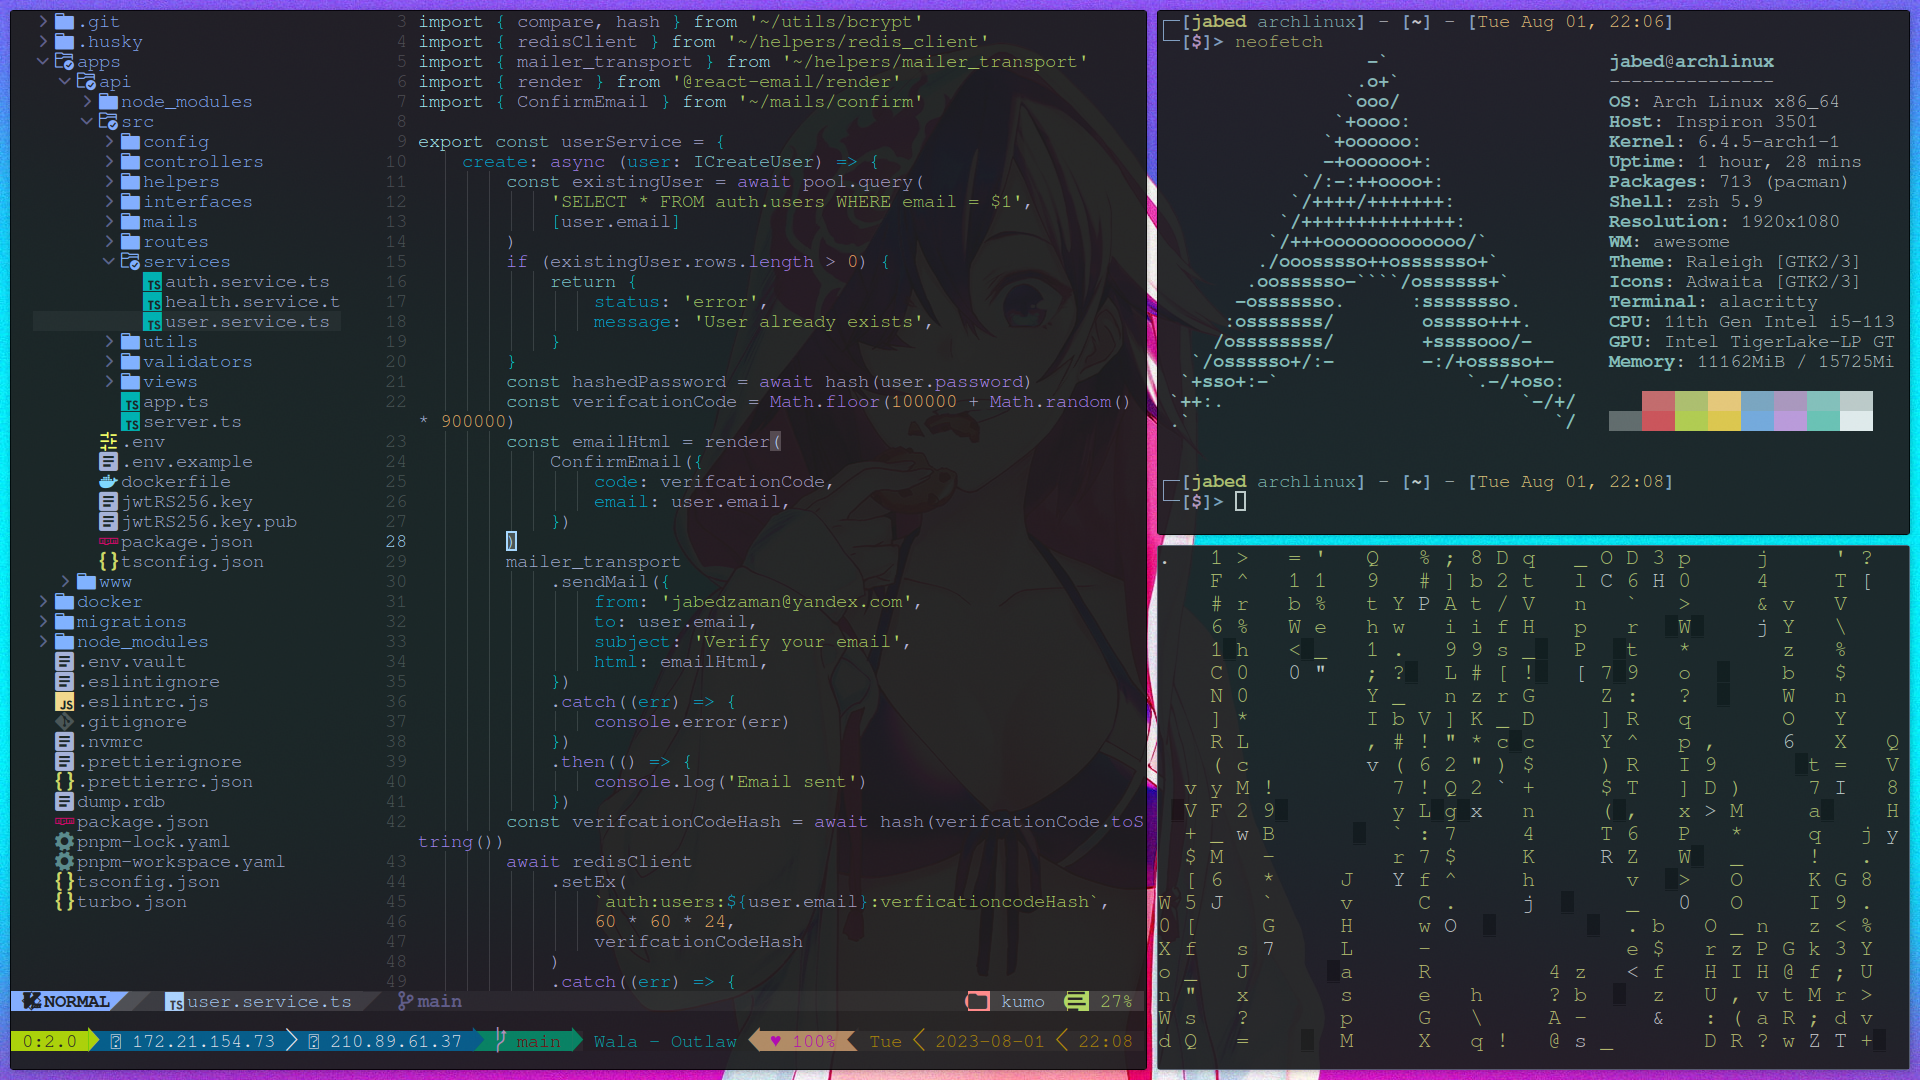 .git
.husky
apps
api
node_modules
src
config
controllers
helpers
interfaces
mails
routes
services
TS auth.service.ts
TS health.service.t
TS user.service.ts
utils
validators
views
TS app.ts
TS server.ts
.env
.env.example
dockerfile
jwtRS256.key
jwtRS256.key.pub
package.json
{}tsconfig.json
www
docker
migrations
node_modules
.env.vault
.eslintignore
JS .eslintrc.js
.gitignore
.nvmrc
.prettierignore
{}.prettierrc.json
dump.rdb
package.json
pnpm-lock.yaml
pnpm-workspace.yaml
{}tsconfig.json
{}turbo.json
3 import { compare, hash } from '~/utils/bcrypt'
4 import { redisClient } from '~/helpers/redis_client'
5 import { mailer_transport } from '~/helpers/mailer_transport'
6 import { render } from '@react-email/render'
7 import { ConfirmEmail } from '~/mails/confirm'
8
9 export const userService = {
10 create: async (user: ICreateUser) => {
11 const existingUser = await pool.query(
12 'SELECT * FROM auth.users WHERE email = $1',
13 [user.email]
14 )
15 if (existingUser.rows.length > 0) {
16 return {
17 status: 'error',
18 message: 'User already exists',
19 }
20 }
21 const hashedPassword = await hash(user.password)
22 const verifcationCode = Math.floor(100000 + Math.random()
* 900000)
23 const emailHtml = render(
24 ConfirmEmail({
25 code: verifcationCode,
26 email: user.email,
27 })
28 )
29 mailer_transport
30 .sendMail({
31 from: 'jabedzaman@yandex.com',
32 to: user.email,
33 subject: 'Verify your email',
34 html: emailHtml,
35 })
36 .catch((err) => {
37 console.error(err)
38 })
39 .then(() => {
40 console.log('Email sent')
41 })
42 const verifcationCodeHash = await hash(verifcationCode.toS
tring())
43 await redisClient
44 .setEx(
45 `auth:users:${user.email}:verficationcodeHash`,
46 60 * 60 * 24,
47 verifcationCodeHash
48 )
49 .catch((err) => {
NORMAL TS user.service.ts main kumo 27%
0:2.0 172.21.154.73 210.89.61.37 main Wala - Outlaw ♥ 100% Tue 2023-08-01 22:08
[jabed archlinux] - [~] - [Tue Aug 01, 22:06]
[$]> neofetch
jabed@archlinux
---------------
OS: Arch Linux x86_64
Host: Inspiron 3501
Kernel: 6.4.5-arch1-1
Uptime: 1 hour, 28 mins
Packages: 713 (pacman)
Shell: zsh 5.9
Resolution: 1920x1080
WM: awesome
Theme: Raleigh [GTK2/3]
Icons: Adwaita [GTK2/3]
Terminal: alacritty
CPU: 11th Gen Intel i5-113
GPU: Intel TigerLake-LP GT
Memory: 11162MiB / 15725Mi
[jabed archlinux] - [~] - [Tue Aug 01, 22:08]
[$]>